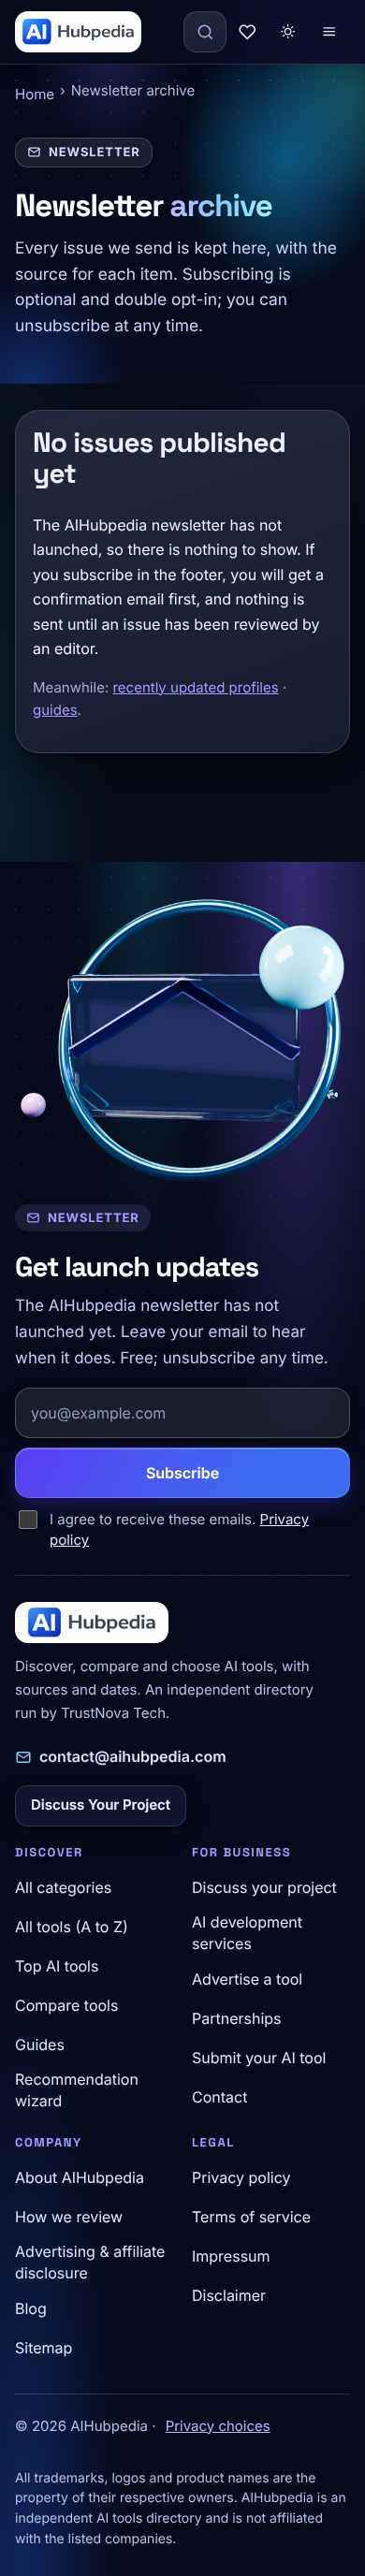 AI Hubpedia
Home › Newsletter archive
NEWSLETTER
Newsletter archive
Every issue we send is kept here, with the
source for each item. Subscribing is
optional and double opt-in; you can
unsubscribe at any time.
No issues published
yet
The AIHubpedia newsletter has not
launched, so there is nothing to show. If
you subscribe in the footer, you will get a
confirmation email first, and nothing is
sent until an issue has been reviewed by
an editor.
Meanwhile: recently updated profiles ·
guides.
NEWSLETTER
Get launch updates
The AIHubpedia newsletter has not
launched yet. Leave your email to hear
when it does. Free; unsubscribe any time.
you@example.com
Subscribe
I agree to receive these emails. Privacy
policy
AI Hubpedia
Discover, compare and choose AI tools, with
sources and dates. An independent directory
run by TrustNova Tech.
contact@aihubpedia.com
Discuss Your Project
DISCOVER
All categories
All tools (A to Z)
Top AI tools
Compare tools
Guides
Recommendation
wizard
FOR BUSINESS
Discuss your project
AI development
services
Advertise a tool
Partnerships
Submit your AI tool
Contact
COMPANY
About AIHubpedia
How we review
Advertising & affiliate
disclosure
Blog
Sitemap
LEGAL
Privacy policy
Terms of service
Impressum
Disclaimer
© 2026 AIHubpedia · Privacy choices
All trademarks, logos and product names are the
property of their respective owners. AIHubpedia is an
independent AI tools directory and is not affiliated
with the listed companies.